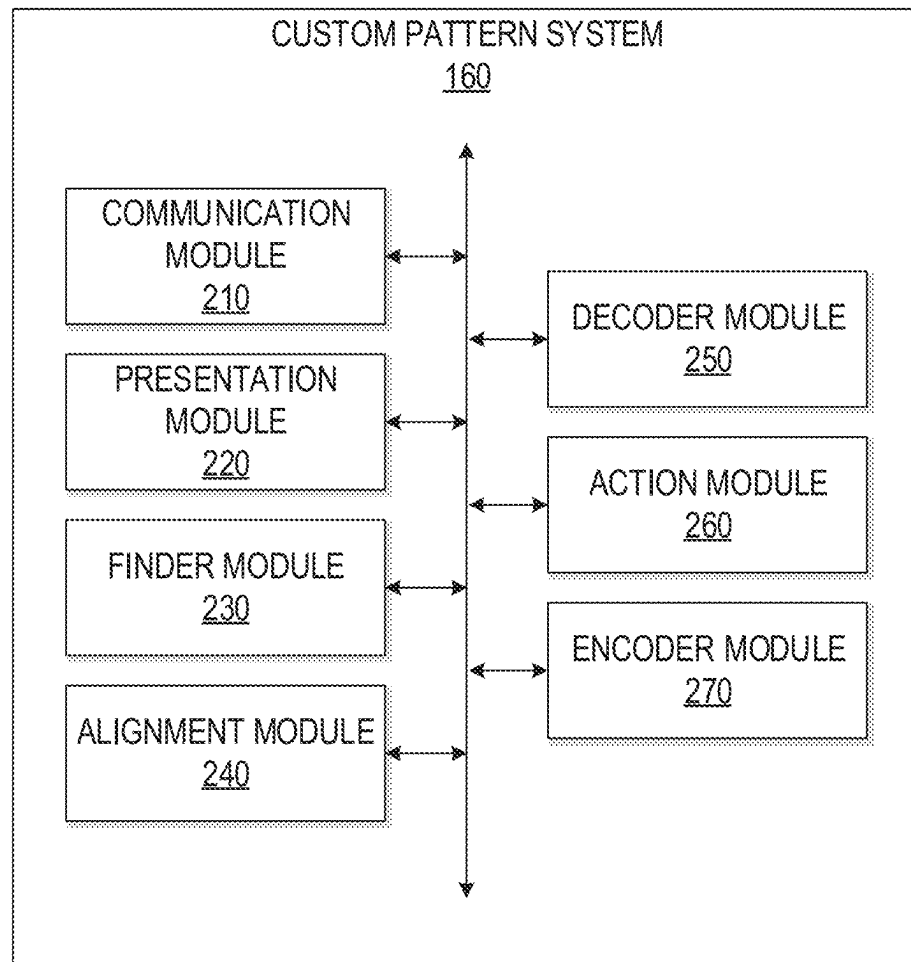 CUSTOM PATTERN SYSTEM
160
COMMUNICATION
MODULE
210
PRESENTATION
MODULE
220
FINDER MODULE
230
ALIGNMENT MODULE
240
DECODER MODULE
250
ACTION MODULE
260
ENCODER MODULE
270